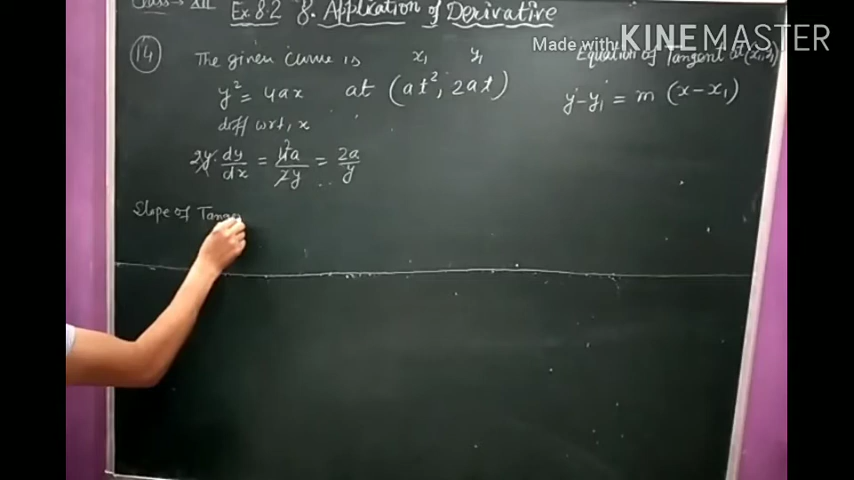 Class → XII Ex 8.2 8. Application of Derivative
Made with KINEMASTER
(14) The given curve is x₁ y₁ Equation of Tangent at (x₁, y₁)
y² = 4ax at (at², 2at) y - y₁ = m (x - x₁)
diff wrt, x
2y. dy/dx = 4a/2y = 2a/y
Slope of Tange